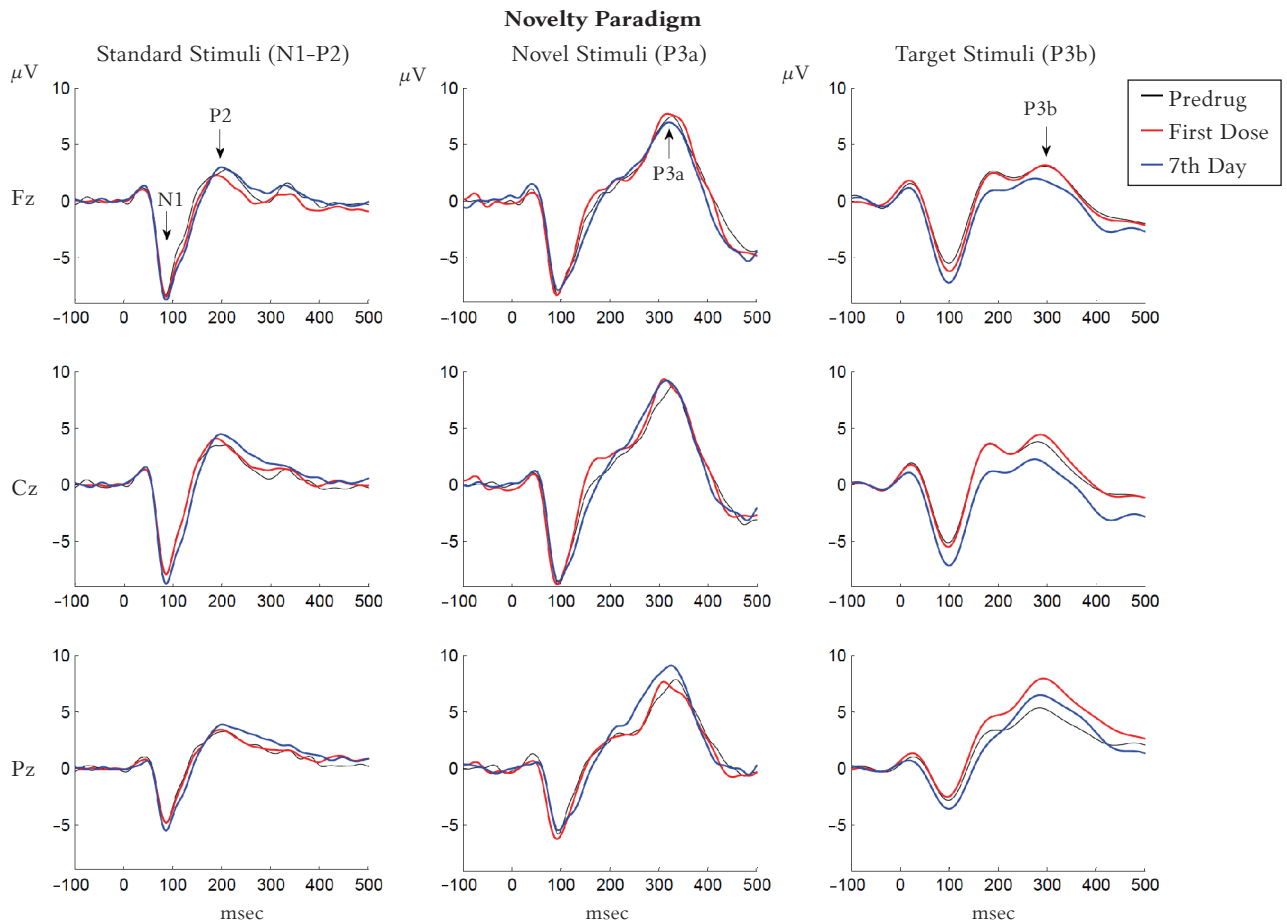 Novelty Paradigm
Standard Stimuli (N1-P2)
Novel Stimuli (P3a)
Target Stimuli (P3b)
Predrug
First Dose
7th Day
Fz
μV
10
5
0
−5
−100 0 100 200 300 400 500
N1
P2
μV
10
5
0
−5
−100 0 100 200 300 400 500
P3a
μV
10
5
0
−5
−100 0 100 200 300 400 500
P3b
Cz
10
5
0
−5
−100 0 100 200 300 400 500
10
5
0
−5
−100 0 100 200 300 400 500
10
5
0
−5
−100 0 100 200 300 400 500
Pz
10
5
0
−5
−100 0 100 200 300 400 500
msec
10
5
0
−5
−100 0 100 200 300 400 500
msec
10
5
0
−5
−100 0 100 200 300 400 500
msec